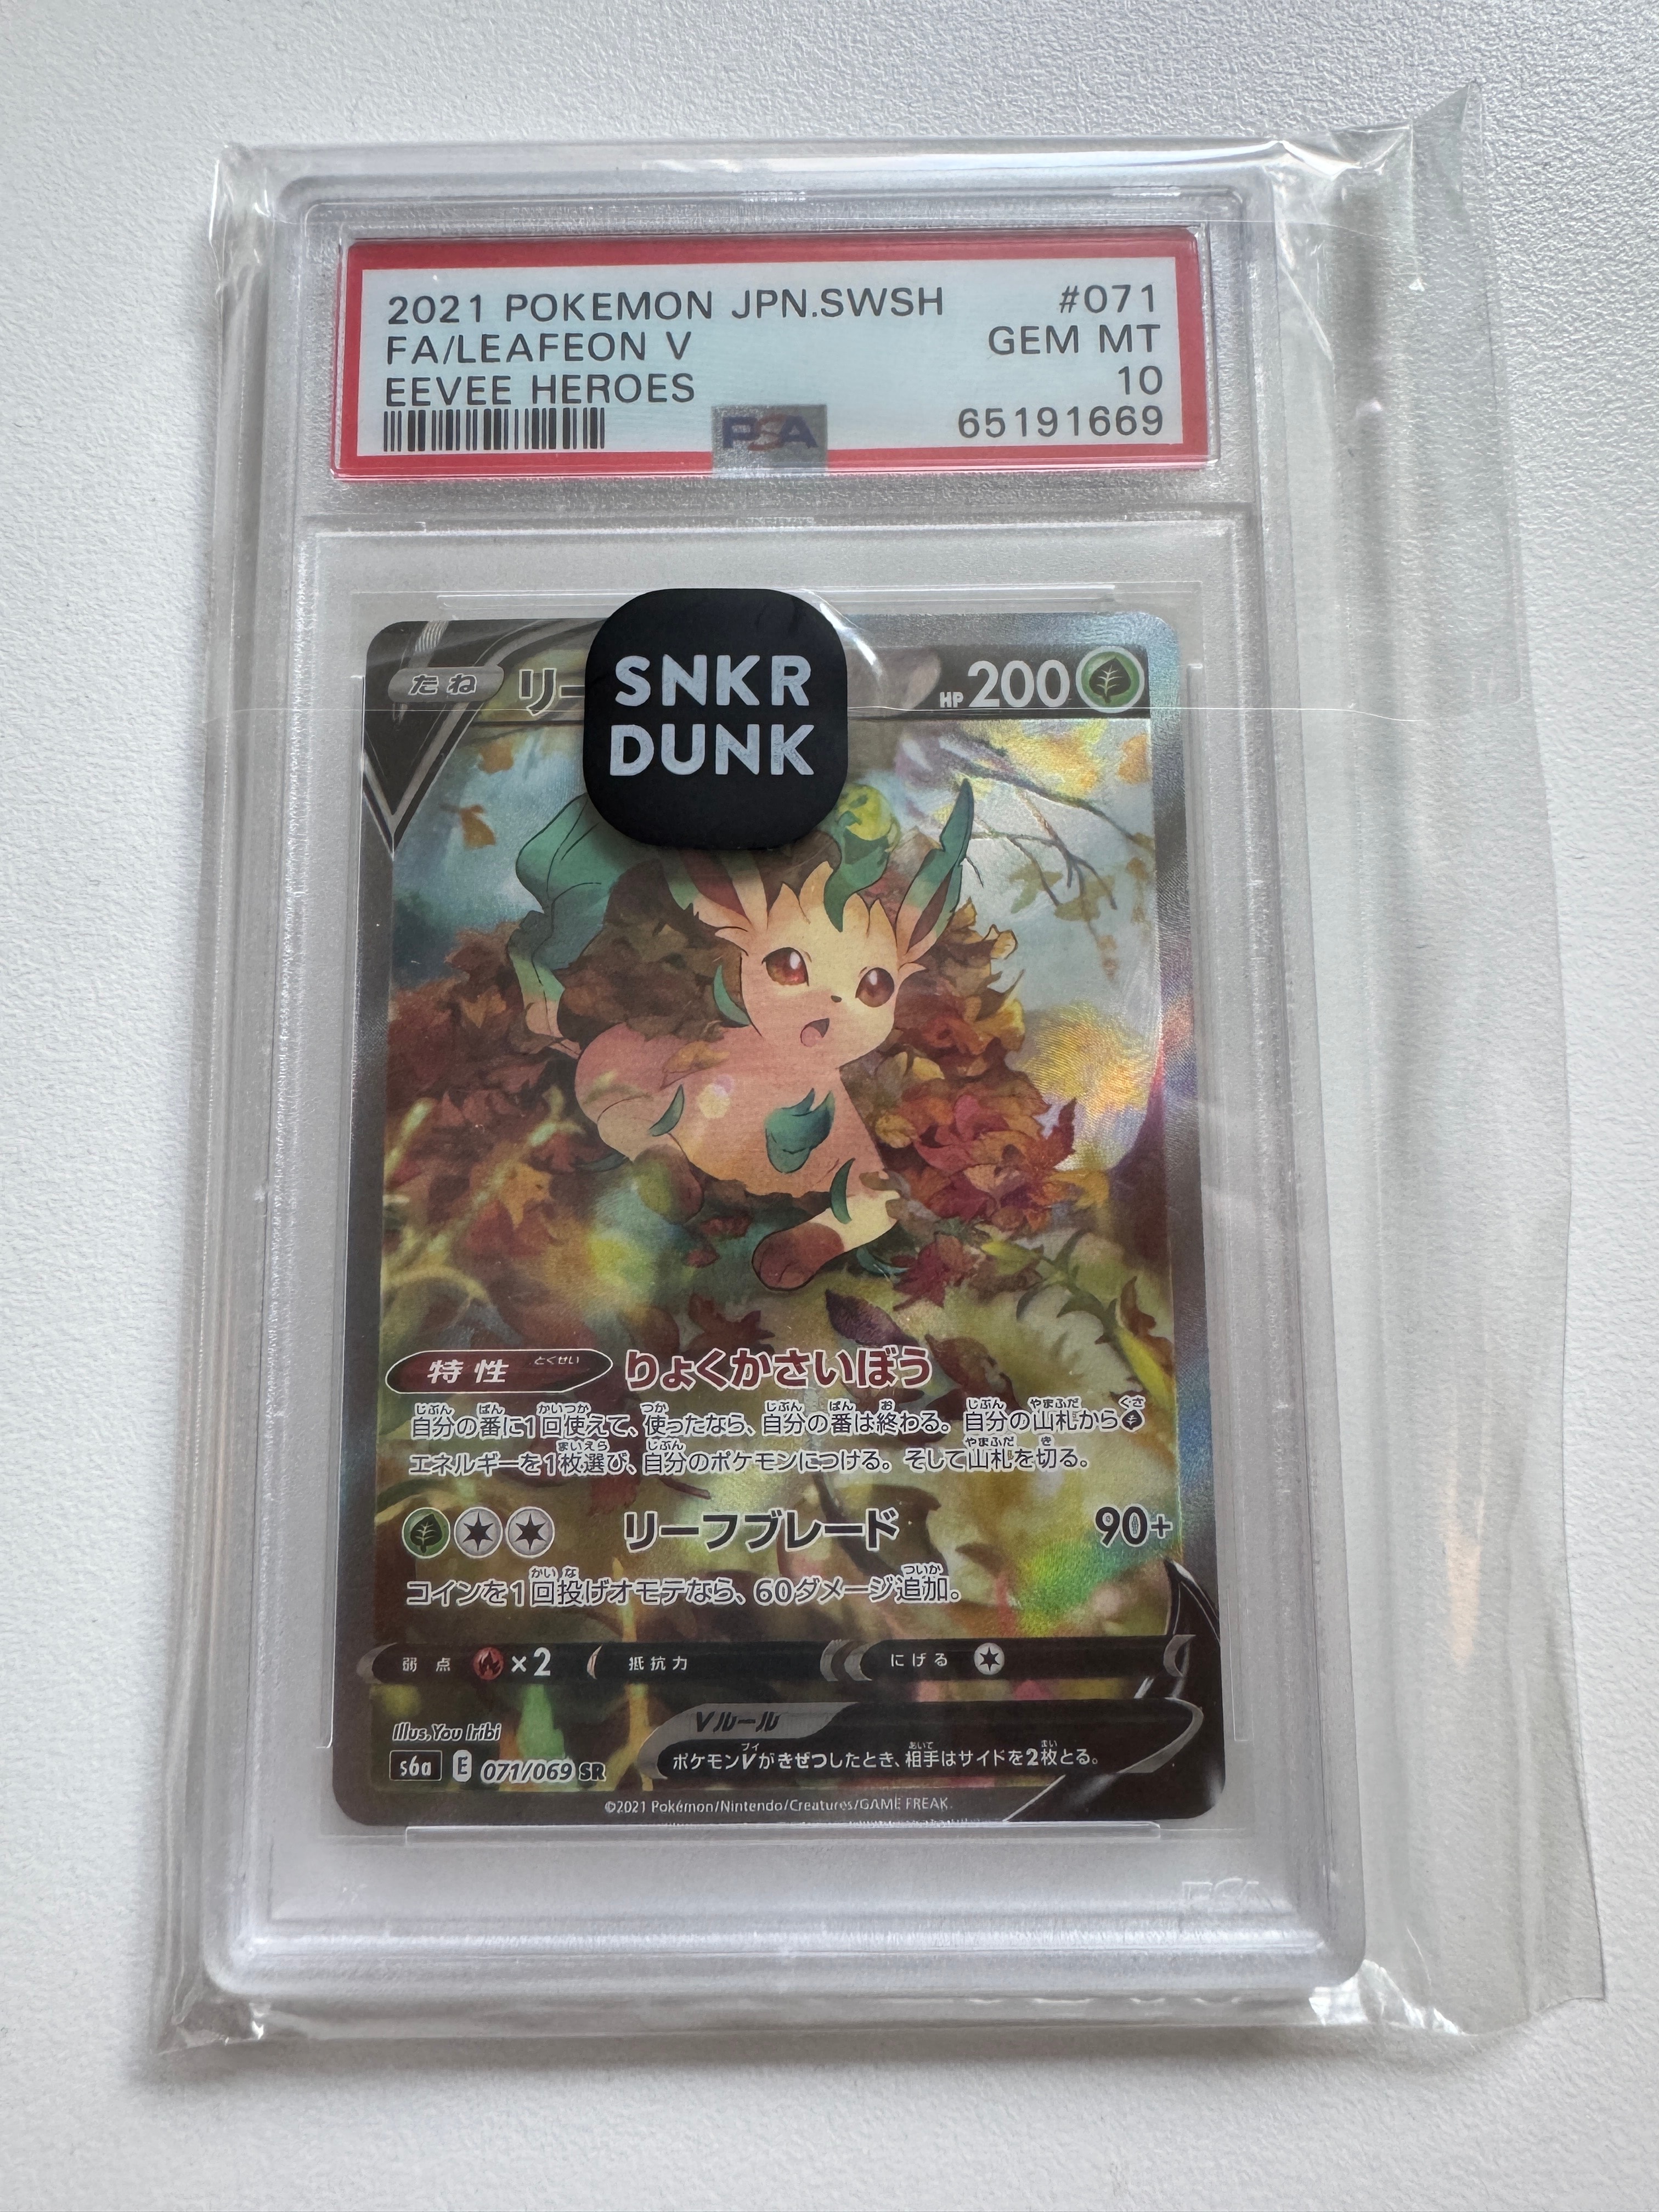 2021 POKEMON JPN.SWSH #071
FA/LEAFEON V GEM MT
EEVEE HEROES 10
PSA 65191669
SNKR
DUNK
たね リー HP 200
特性 とくせい りょくかさいぼう
自分の番に1回使えて、使ったなら、自分の番は終わる。自分の山札から
エネルギーを1枚選び、自分のポケモンにつける。そして山札を切る。
リーフブレード 90+
コインを1回投げオモテなら、60ダメージ追加。
弱点 ×2 抵抗力 にげる
Vルール
ポケモンVがきぜつしたとき、相手はサイドを2枚とる。
Illus. You Iribi
s6a E 071/069 SR
©2021 Pokémon/Nintendo/Creatures/GAME FREAK.
PSA